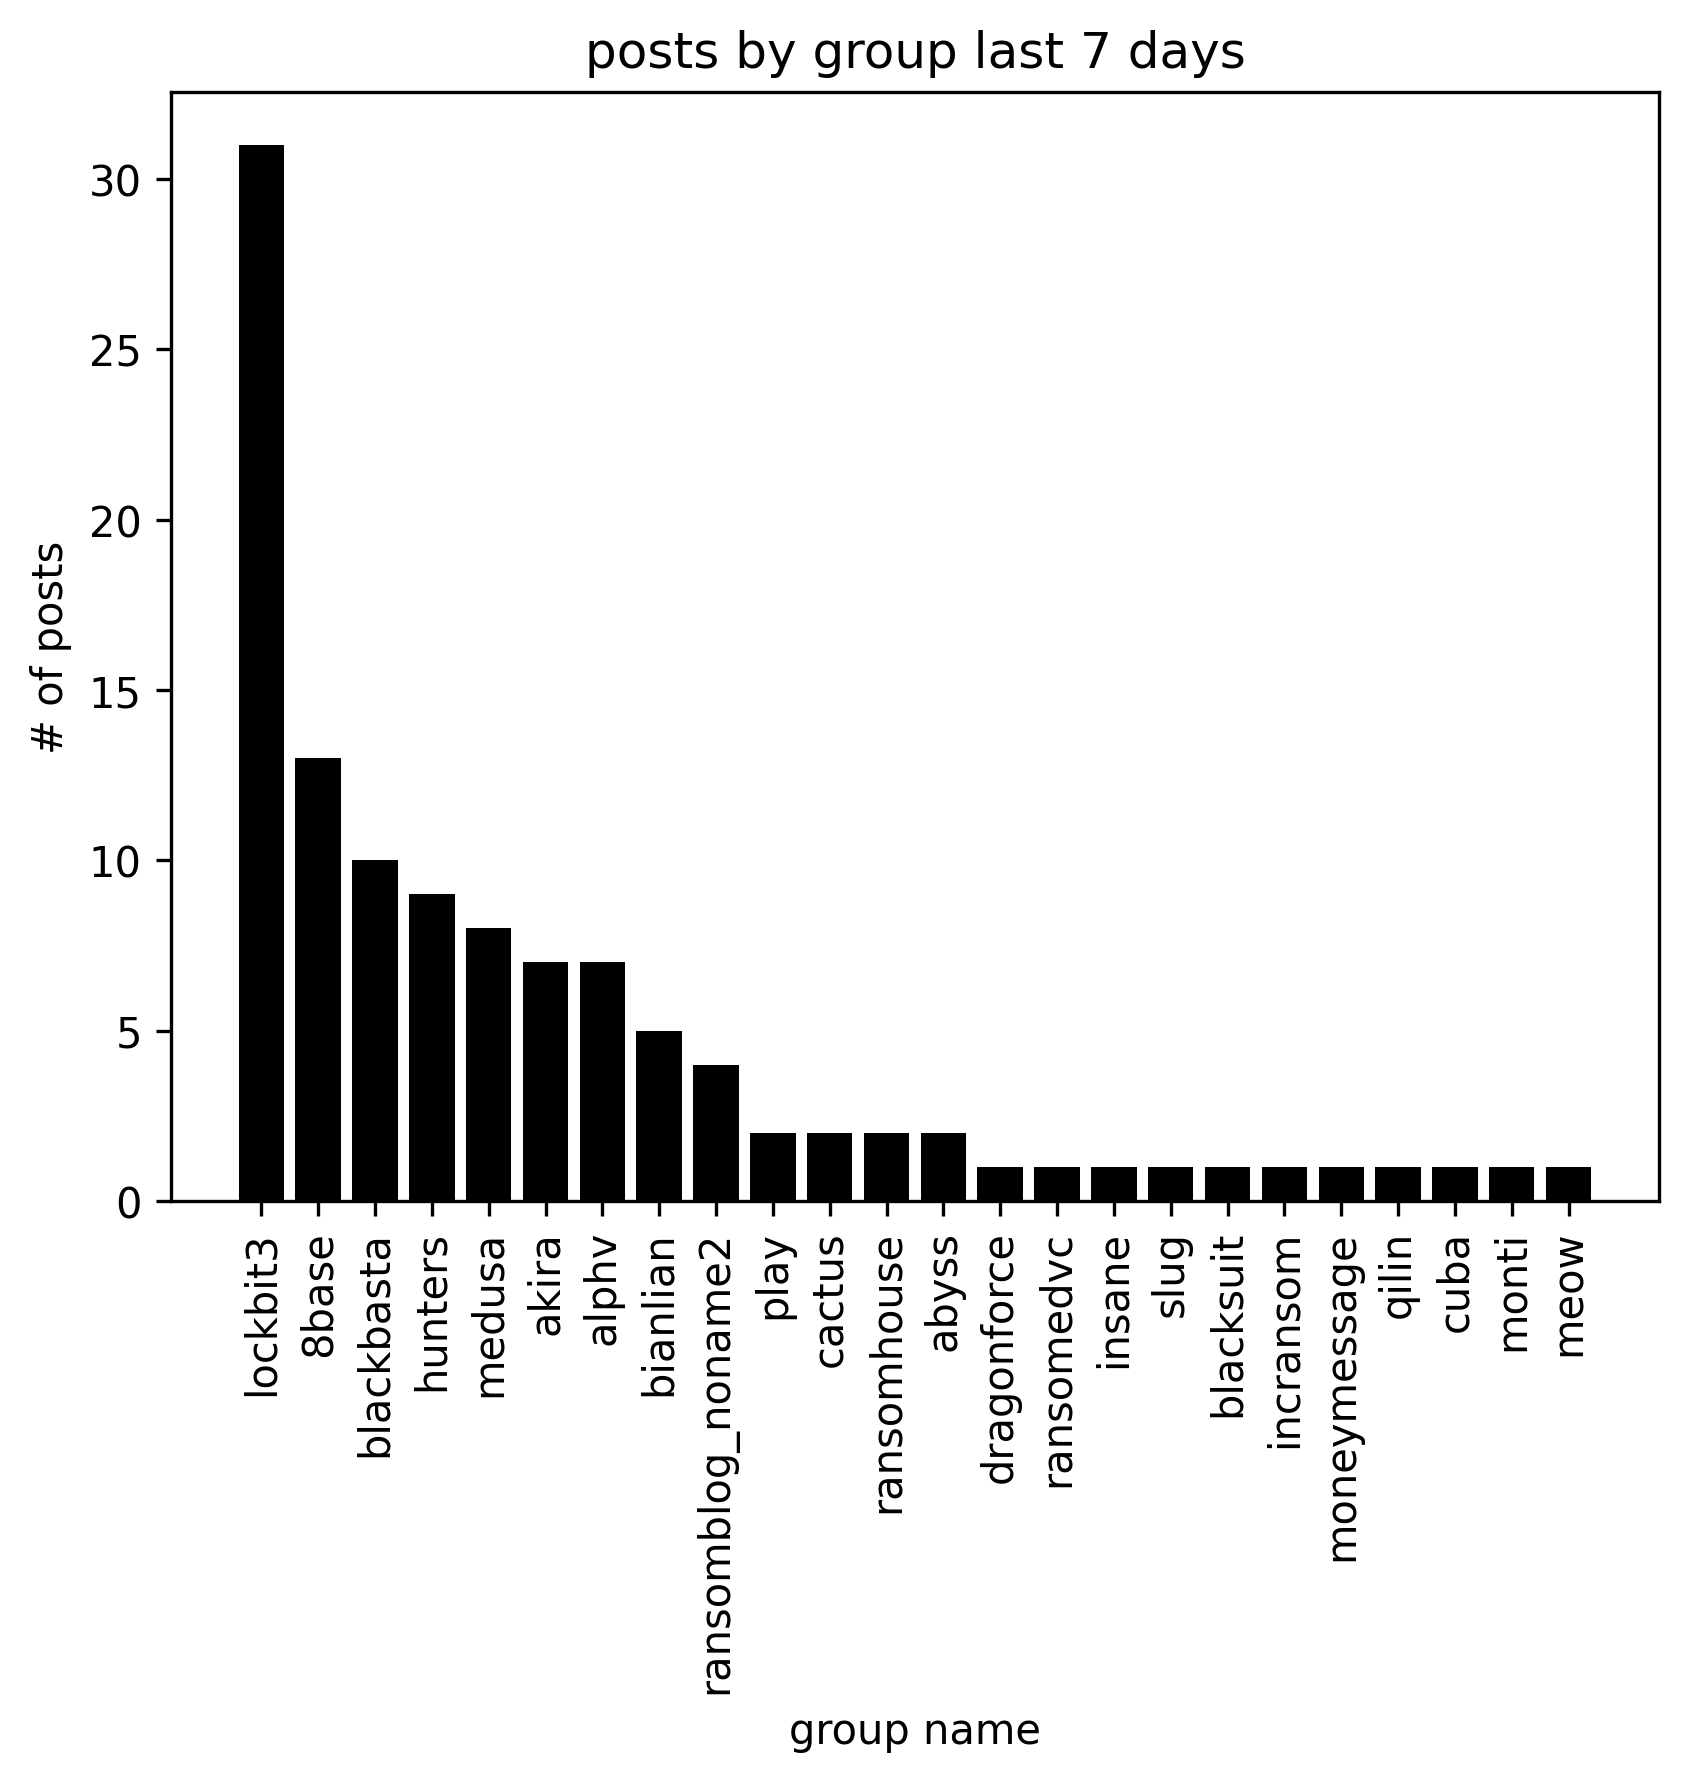 posts by group last 7 days
# of posts
30
25
20
15
10
5
0
lockbit3
8base
blackbasta
hunters
medusa
akira
alphv
bianlian
ransomblog_noname2
play
cactus
ransomhouse
abyss
dragonforce
ransomedvc
insane
slug
blacksuit
incransom
moneymessage
qilin
cuba
monti
meow
group name